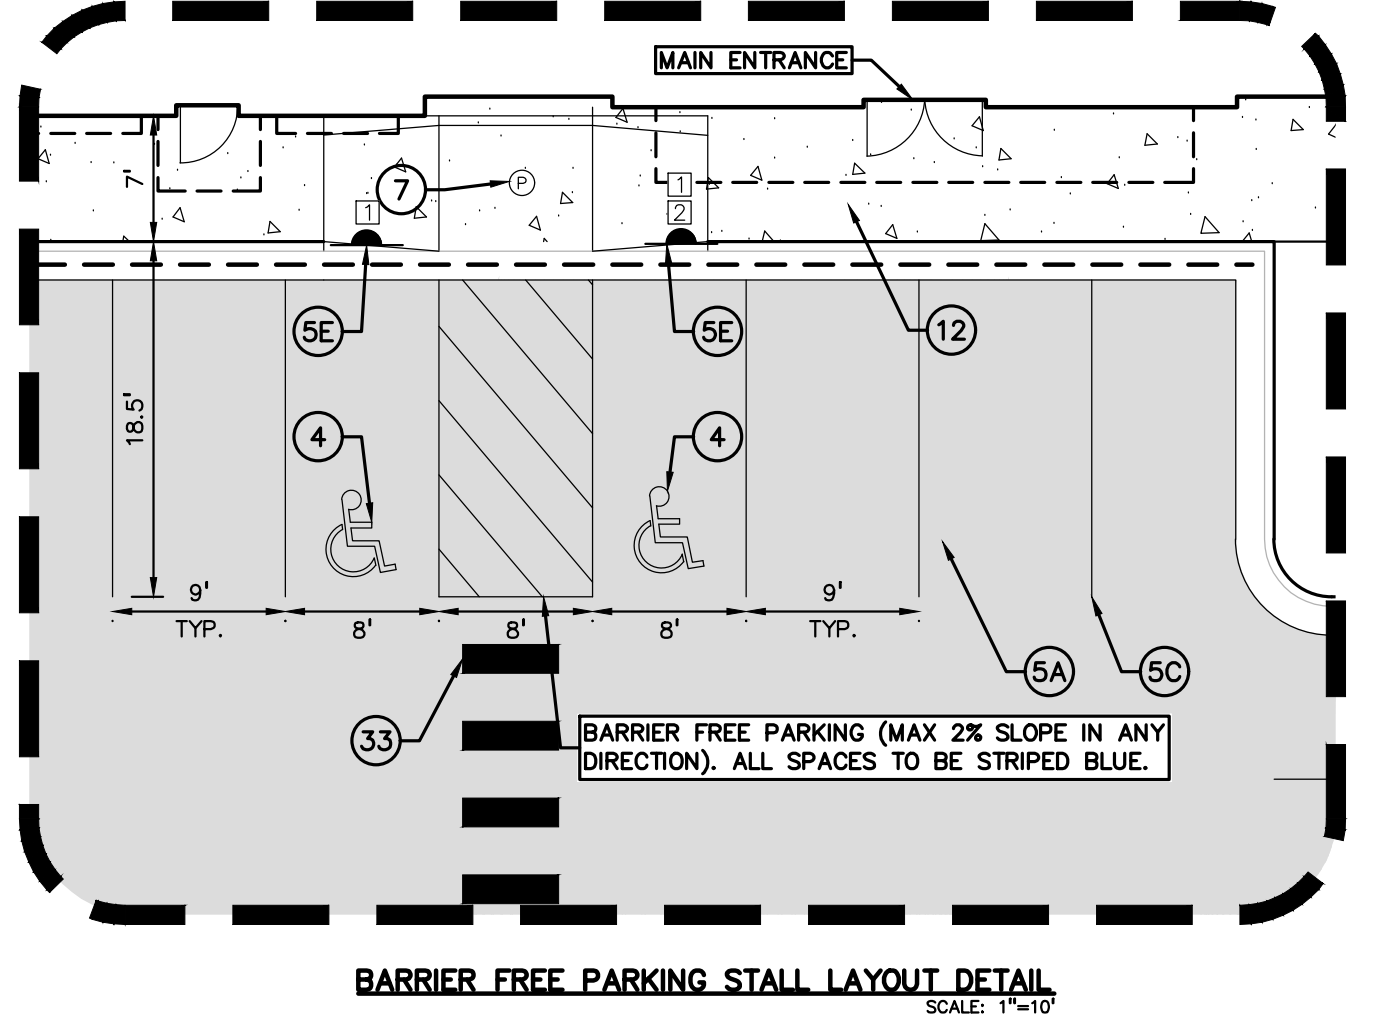 MAIN ENTRANCE
7'
7
P
1
1
2
5E
5E
12
18.5'
4
4
9'
TYP.
8'
8'
8'
9'
TYP.
5A
5C
33
BARRIER FREE PARKING (MAX 2% SLOPE IN ANY
DIRECTION). ALL SPACES TO BE STRIPED BLUE.
BARRIER FREE PARKING STALL LAYOUT DETAIL
SCALE: 1"=10'